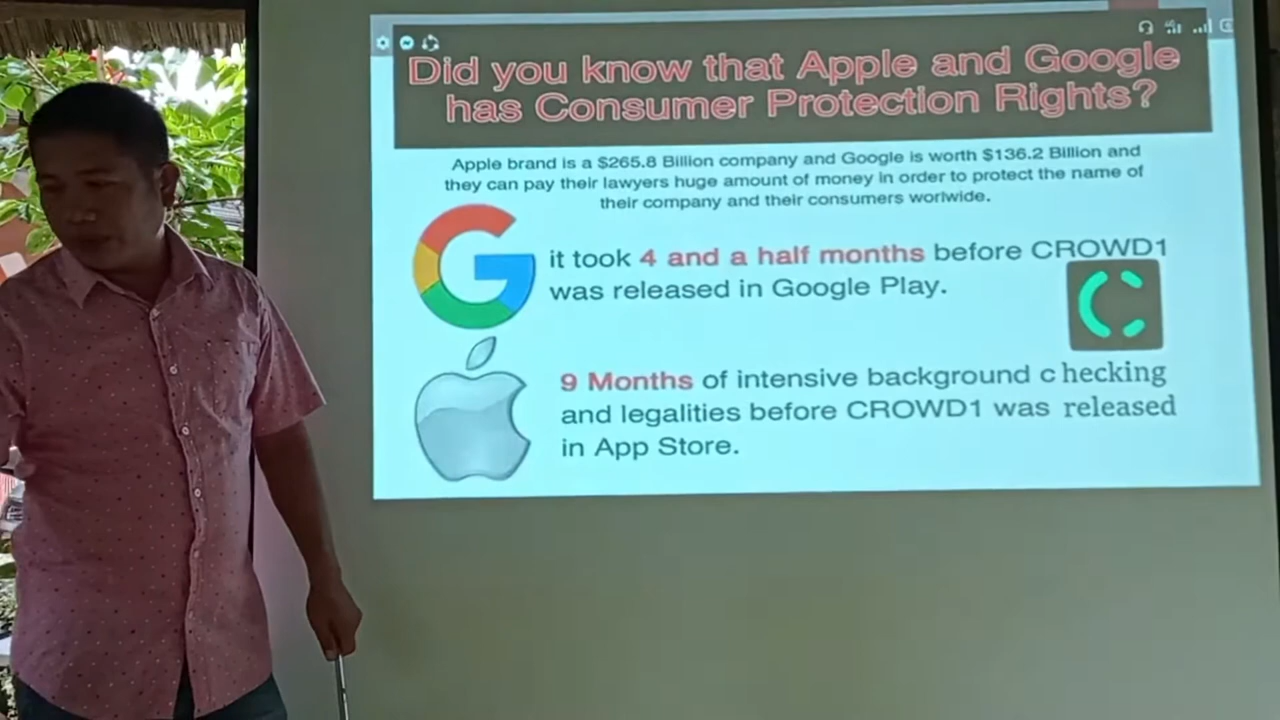 Did you know that Apple and Google
has Consumer Protection Rights?
Apple brand is a $265.8 Billion company and Google is worth $136.2 Billion and
they can pay their lawyers huge amount of money in order to protect the name of
their company and their consumers worlwide.
it took 4 and a half months before CROWD1
was released in Google Play.
9 Months of intensive background c hecking
and legalities before CROWD1 was released
in App Store.